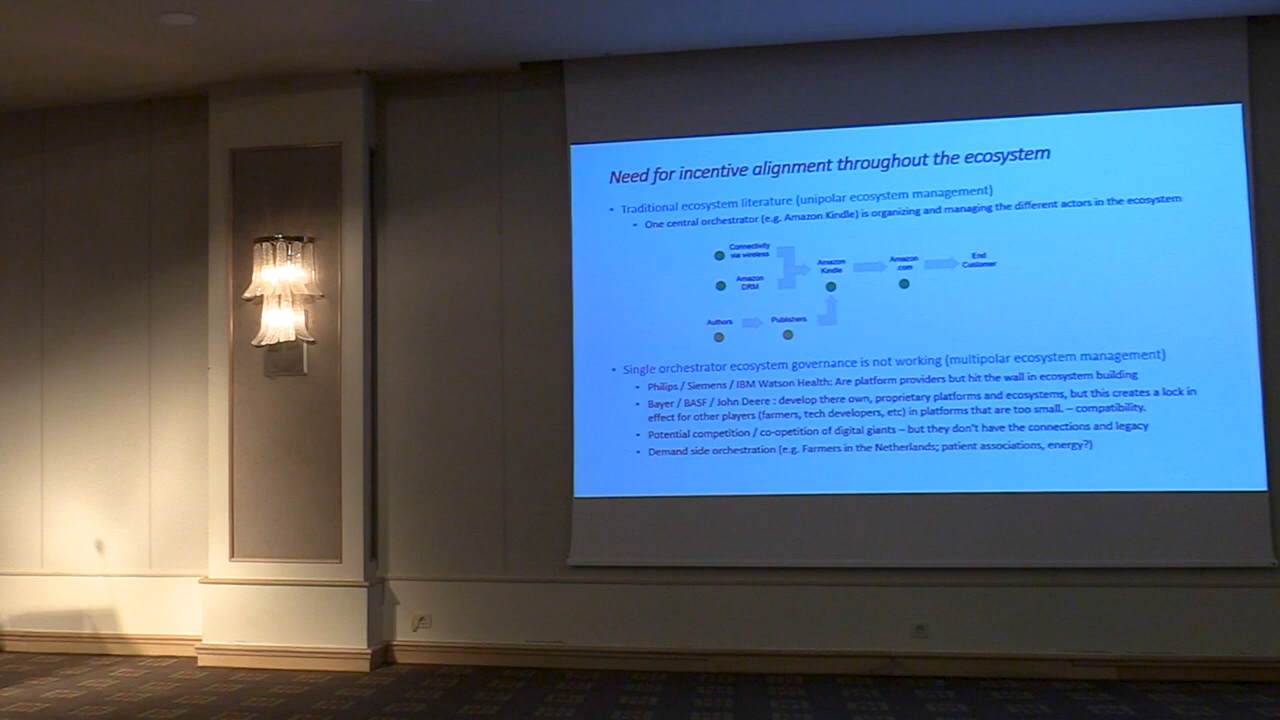 Need for incentive alignment throughout the ecosystem
• Traditional ecosystem literature (unipolar ecosystem management)
• One central orchestrator (e.g. Amazon Kindle) is organizing and managing the different actors in the ecosystem
Connectivity
via wireless
Amazon
DRM
Amazon
Kindle
Amazon
.com
End
Customer
Authors
Publishers
• Single orchestrator ecosystem governance is not working (multipolar ecosystem management)
• Philips / Siemens / IBM Watson Health: Are platform providers but hit the wall in ecosystem building
• Bayer / BASF / John Deere : develop there own, proprietary platforms and ecosystems, but this creates a lock in
effect for other players (farmers, tech developers, etc) in platforms that are too small. – compatibility.
• Potential competition / co-opetition of digital giants – but they don't have the connections and legacy
• Demand side orchestration (e.g. Farmers in the Netherlands; patient associations, energy?)